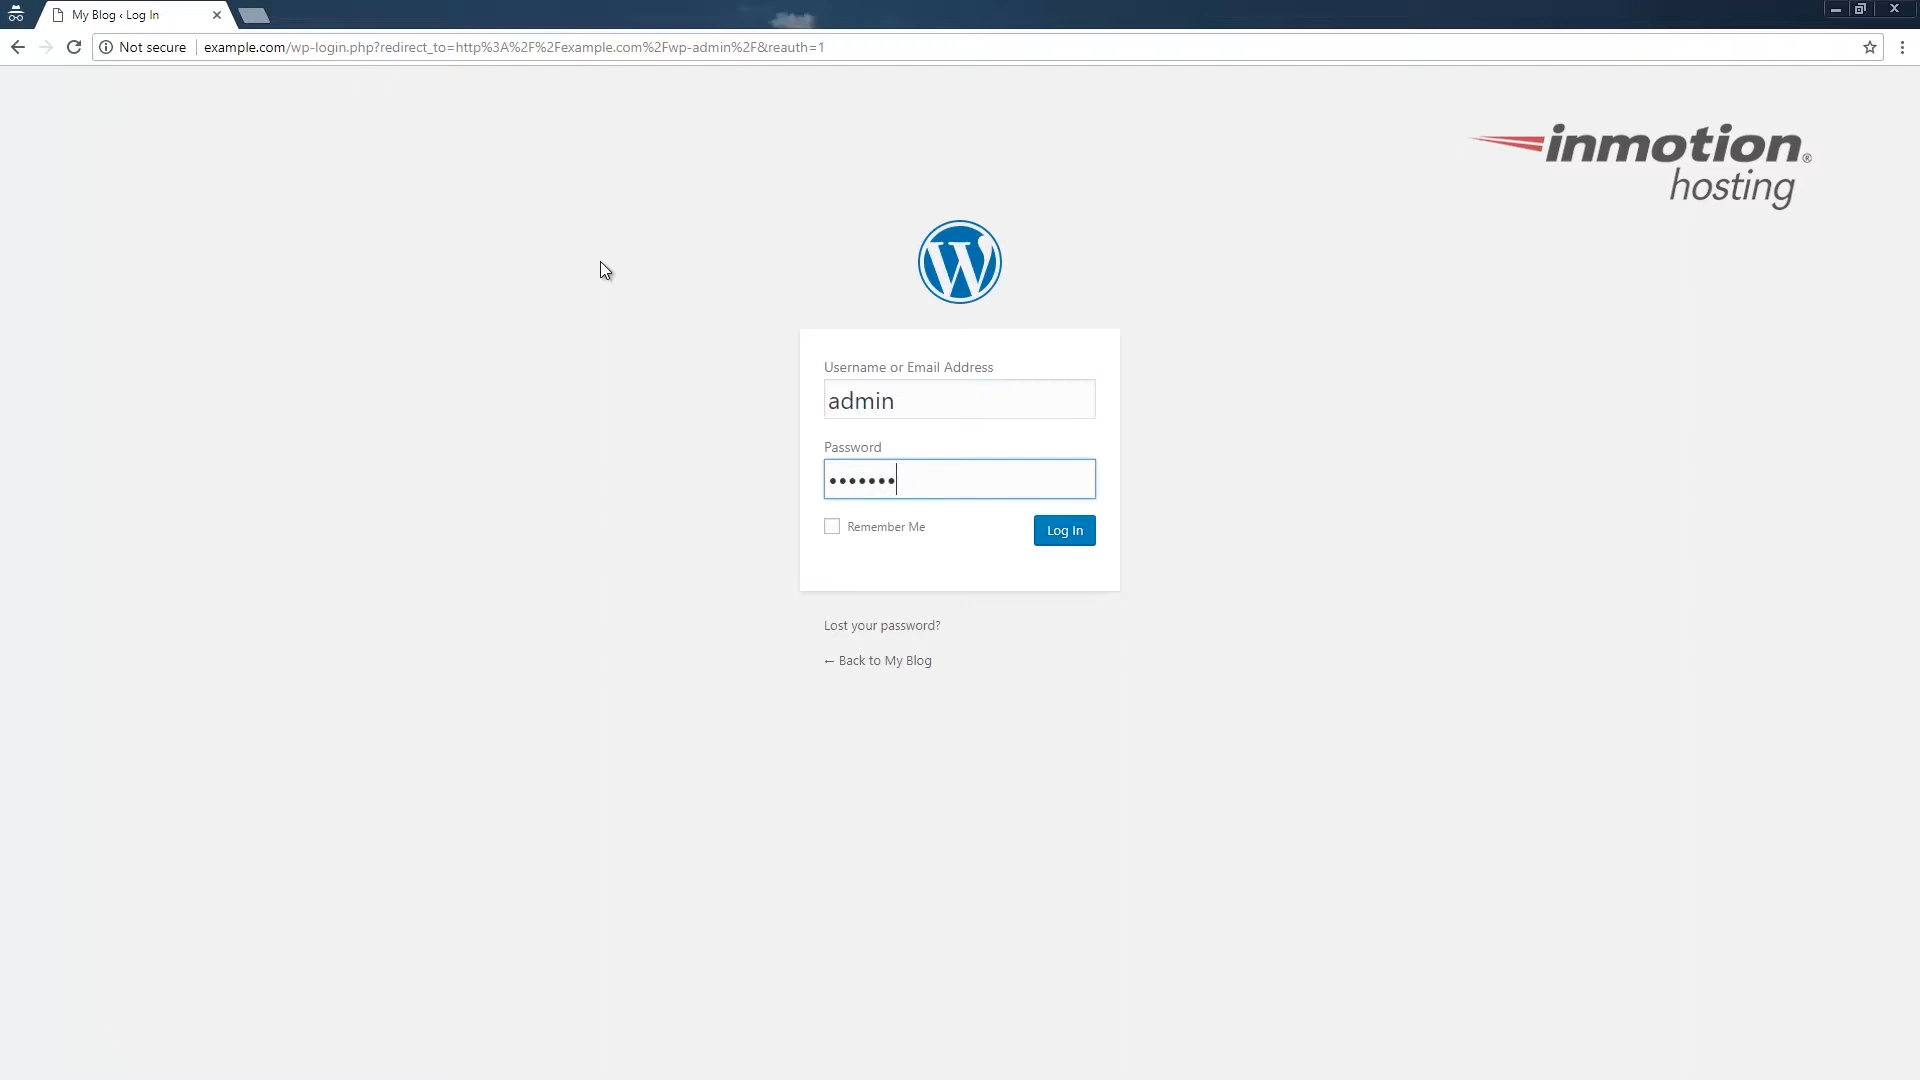 My Blog ‹ Log In
Not secure
example.com/wp-login.php?redirect_to=http%3A%2F%2Fexample.com%2Fwp-admin%2F&reauth=1
inmotion®
hosting
Username or Email Address
admin
Password
•••••••
Remember Me
Log In
Lost your password?
← Back to My Blog